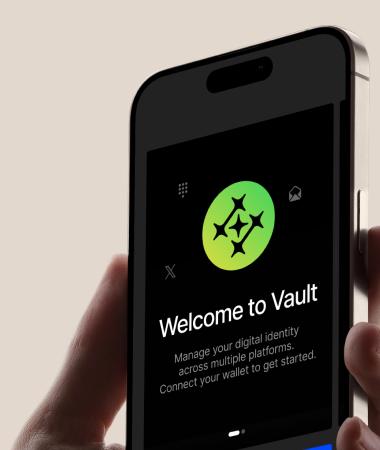 𝕏
Welcome to Vault
Manage your digital identity
across multiple platforms.
Connect your wallet to get started.